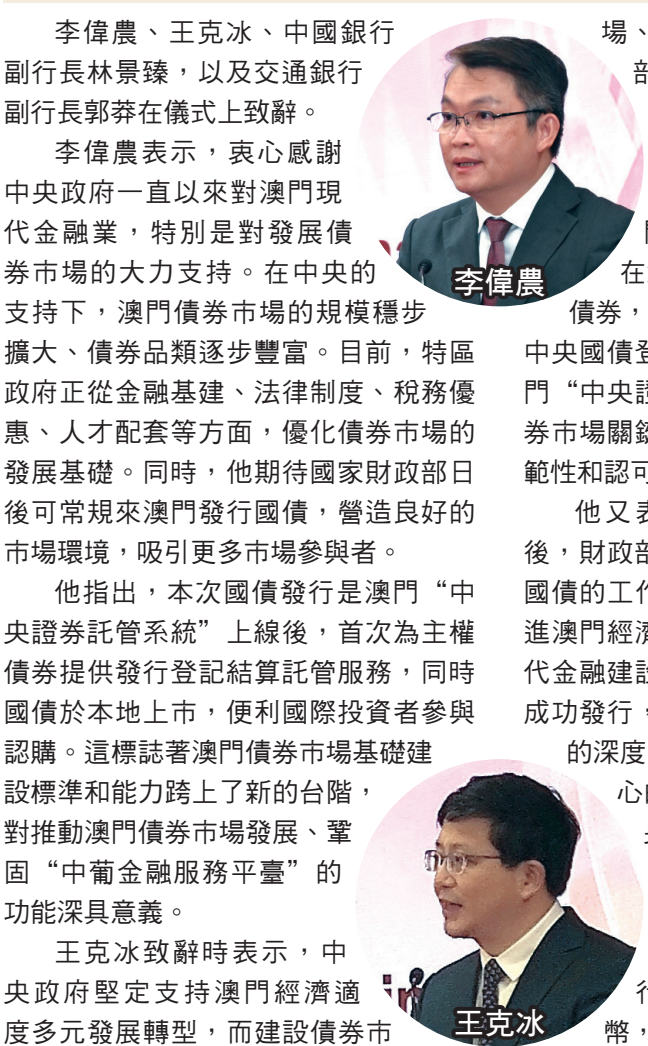 李偉農、王克冰、中國銀行
副行長林景臻，以及交通銀行
副行長郭莽在儀式上致辭。
李偉農表示，衷心感謝
中央政府一直以來對澳門現
代金融業，特別是對發展債
券市場的大力支持。在中央的
支持下，澳門債券市場的規模穩步
擴大、債券品類逐步豐富。目前，特區
政府正從金融基建、法律制度、稅務優
惠、人才配套等方面，優化債券市場的
發展基礎。同時，他期待國家財政部日
後可常規來澳門發行國債，營造良好的
市場環境，吸引更多市場參與者。
他指出，本次國債發行是澳門“中
央證券託管系統”上線後，首次為主權
債券提供發行登記結算託管服務，同時
國債於本地上市，便利國際投資者參與
認購。這標誌著澳門債券市場基礎建
設標準和能力跨上了新的台階，
對推動澳門債券市場發展、鞏
固“中葡金融服務平臺”的
功能深具意義。
王克冰致辭時表示，中
央政府堅定支持澳門經濟適
度多元發展轉型，而建設債券市
李偉農
王克冰
場、
部
在
債券，
中央國債登
門“中央證
券市場關鍵
範性和認可
他又表
後，財政部
國債的工作
進澳門經濟
代金融建設
成功發行，
的深度
心
行
幣，